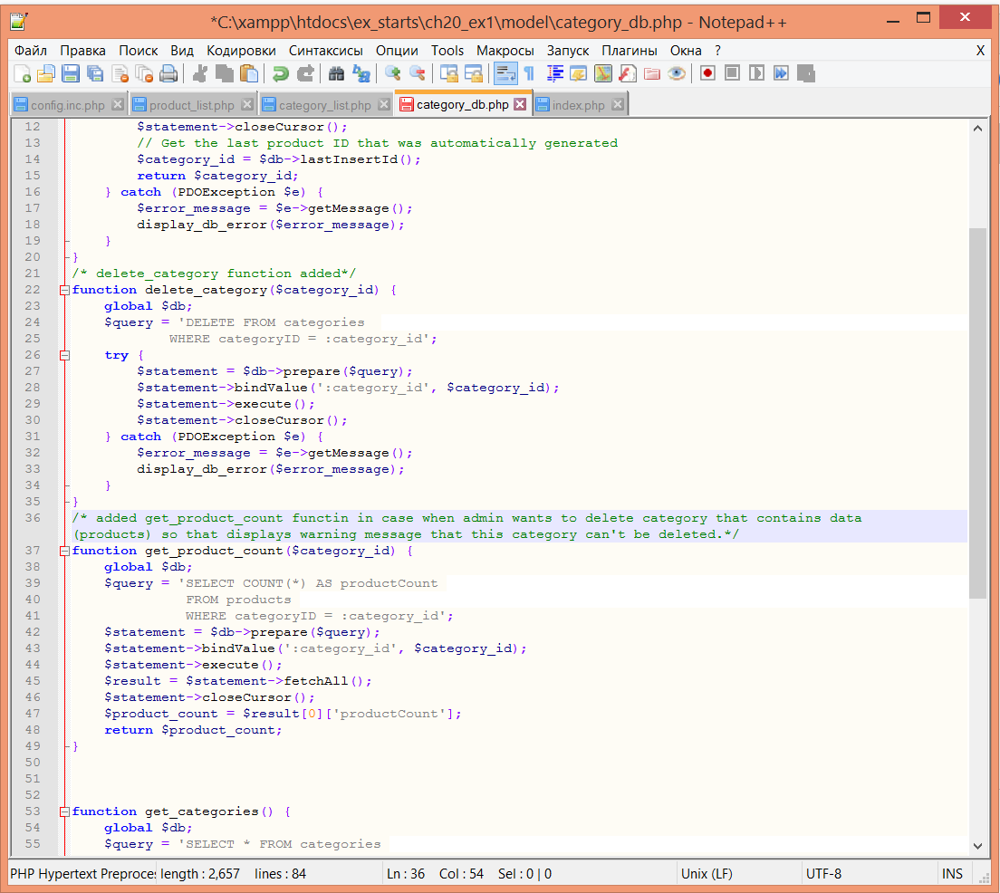 *C:\xampp\htdocs\ex_starts\ch20_ex1\model\category_db.php - Notepad++
Файл Правка Поиск Вид Кодировки Синтаксисы Опции Tools Макросы Запуск Плагины Окна ? X
config.inc.php product_list.php category_list.php category_db.php index.php
12 $statement->closeCursor();
13 // Get the last product ID that was automatically generated
14 $category_id = $db->lastInsertId();
15 return $category_id;
16 } catch (PDOException $e) {
17 $error_message = $e->getMessage();
18 display_db_error($error_message);
19 }
20 }
21 /* delete_category function added*/
22 function delete_category($category_id) {
23 global $db;
24 $query = 'DELETE FROM categories
25 WHERE categoryID = :category_id';
26 try {
27 $statement = $db->prepare($query);
28 $statement->bindValue(':category_id', $category_id);
29 $statement->execute();
30 $statement->closeCursor();
31 } catch (PDOException $e) {
32 $error_message = $e->getMessage();
33 display_db_error($error_message);
34 }
35 }
36 /* added get_product_count functin in case when admin wants to delete category that contains data
(products) so that displays warning message that this category can't be deleted.*/
37 function get_product_count($category_id) {
38 global $db;
39 $query = 'SELECT COUNT(*) AS productCount
40 FROM products
41 WHERE categoryID = :category_id';
42 $statement = $db->prepare($query);
43 $statement->bindValue(':category_id', $category_id);
44 $statement->execute();
45 $result = $statement->fetchAll();
46 $statement->closeCursor();
47 $product_count = $result[0]['productCount'];
48 return $product_count;
49 }
50
51
52
53 function get_categories() {
54 global $db;
55 $query = 'SELECT * FROM categories
PHP Hypertext Preproces length : 2,657 lines : 84 Ln : 36 Col : 54 Sel : 0 | 0 Unix (LF) UTF-8 INS